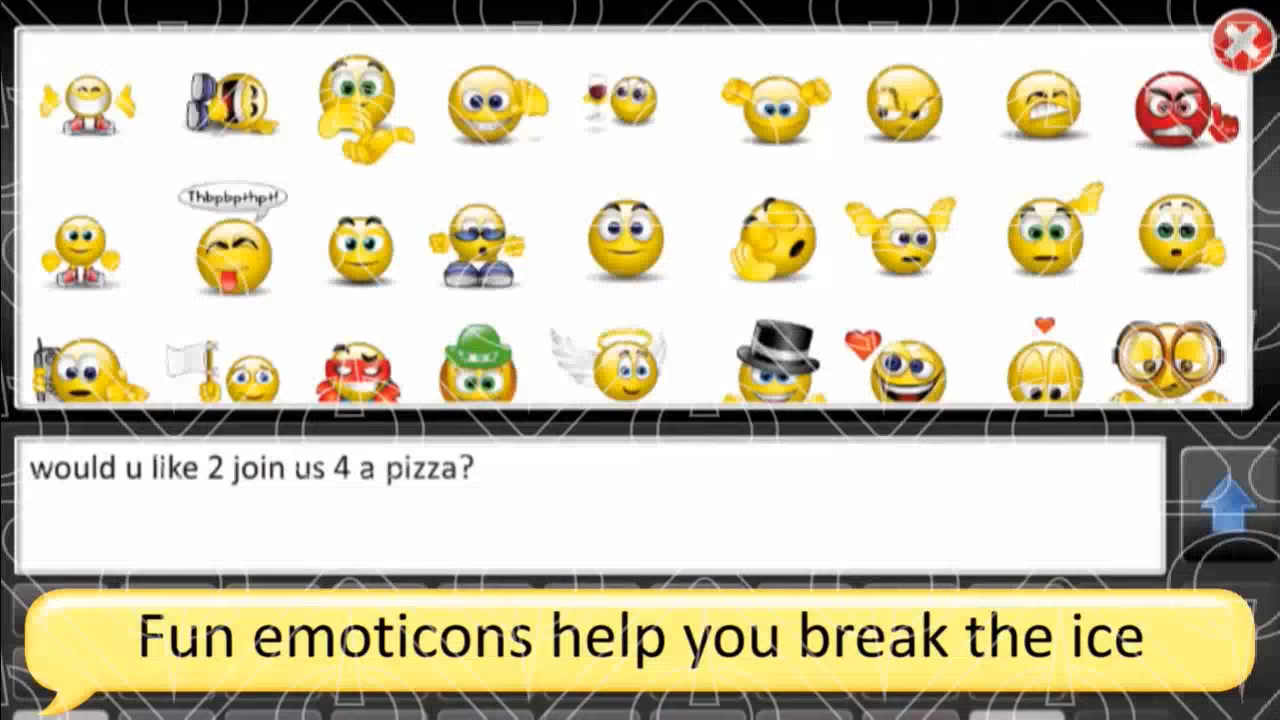 Thbpbpthpt!
would u like 2 join us 4 a pizza?
Fun emoticons help you break the ice